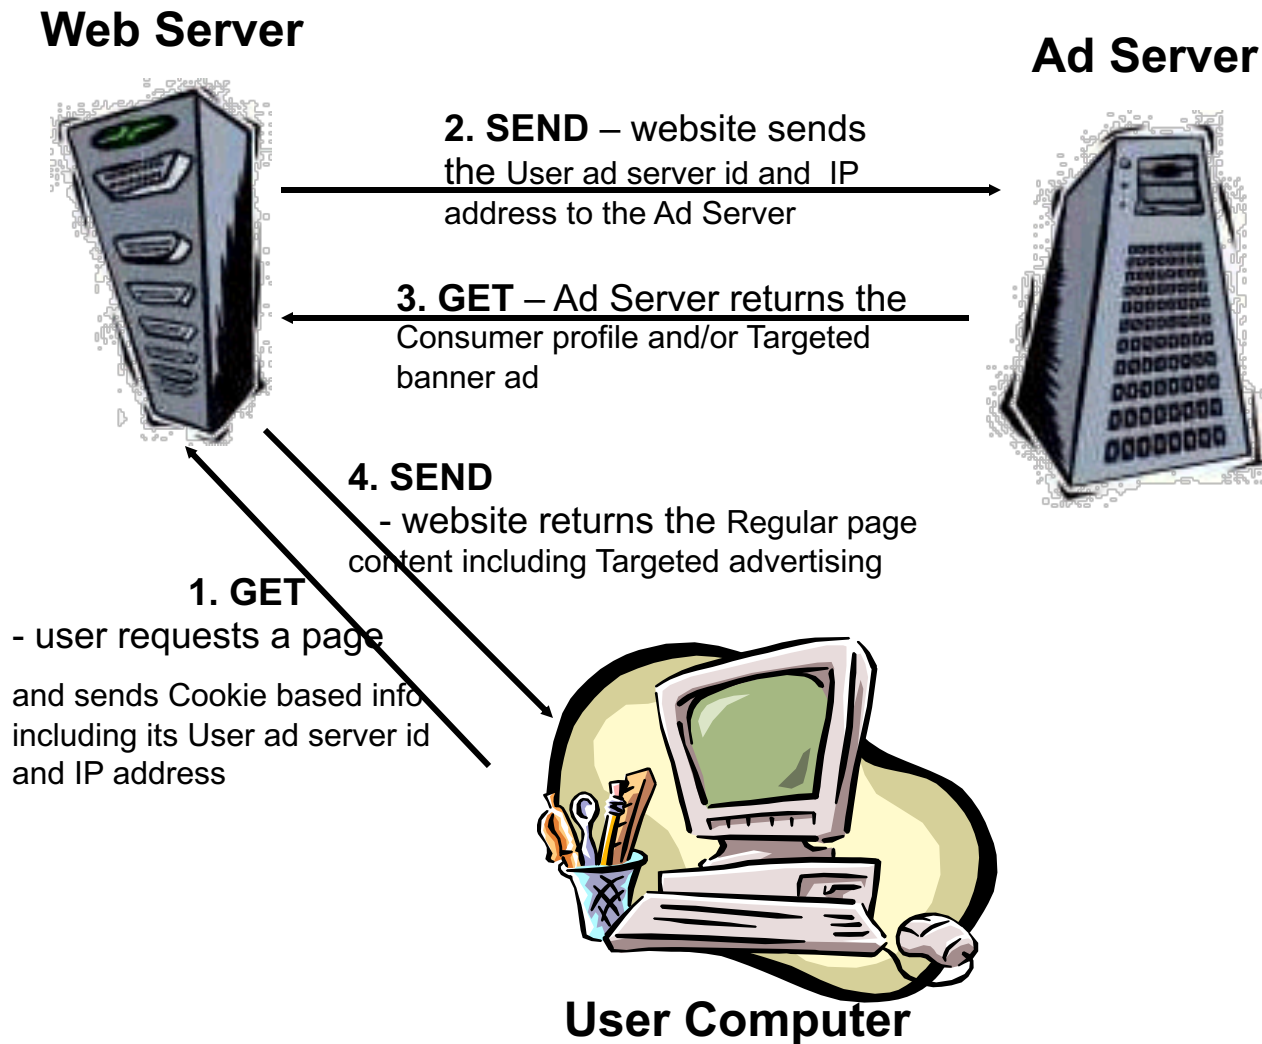 Web Server
Ad Server
2. SEND – website sends
the User ad server id and IP
address to the Ad Server
3. GET – Ad Server returns the
Consumer profile and/or Targeted
banner ad
4. SEND
- website returns the Regular page
content including Targeted advertising
1. GET
- user requests a page
and sends Cookie based info
including its User ad server id
and IP address
User Computer